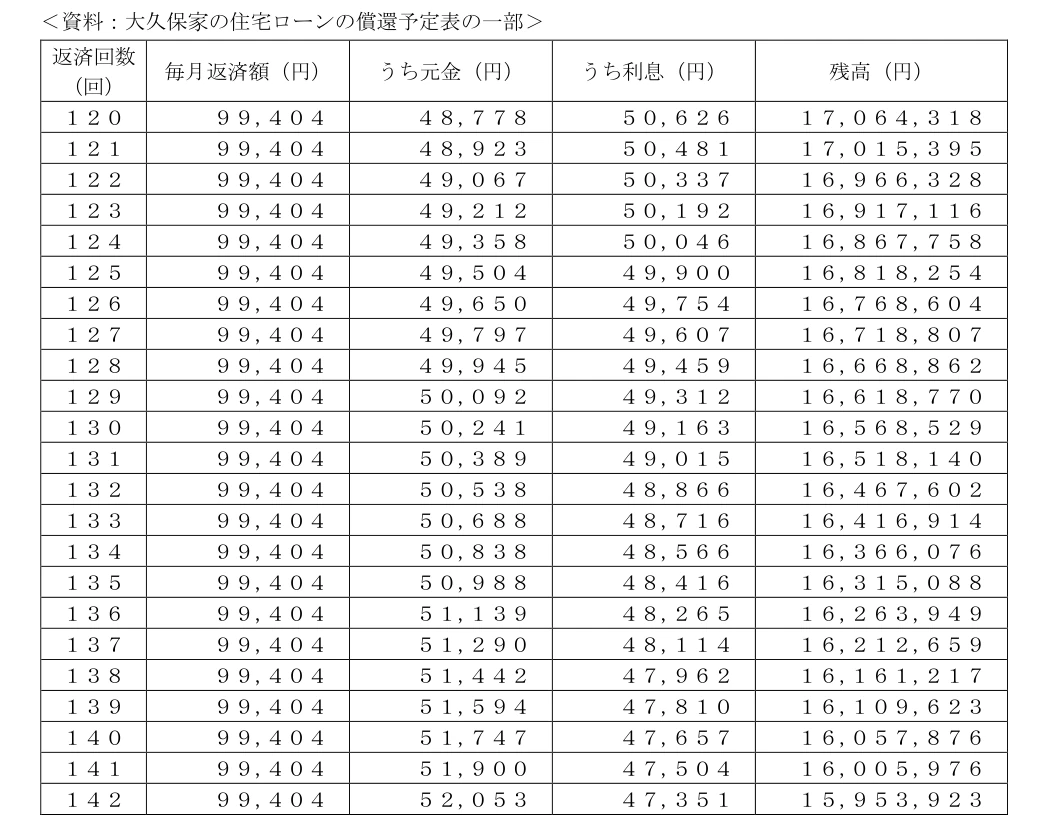 ＜資料：大久保家の住宅ローンの償還予定表の一部＞
返済回数（回） 毎月返済額（円） うち元金（円） うち利息（円） 残高（円）
１２０ ９９,４０４ ４８,７７８ ５０,６２６ １７,０６４,３１８
１２１ ９９,４０４ ４８,９２３ ５０,４８１ １７,０１５,３９５
１２２ ９９,４０４ ４９,０６７ ５０,３３７ １６,９６６,３２８
１２３ ９９,４０４ ４９,２１２ ５０,１９２ １６,９１７,１１６
１２４ ９９,４０４ ４９,３５８ ５０,０４６ １６,８６７,７５８
１２５ ９９,４０４ ４９,５０４ ４９,９００ １６,８１８,２５４
１２６ ９９,４０４ ４９,６５０ ４９,７５４ １６,７６８,６０４
１２７ ９９,４０４ ４９,７９７ ４９,６０７ １６,７１８,８０７
１２８ ９９,４０４ ４９,９４５ ４９,４５９ １６,６６８,８６２
１２９ ９９,４０４ ５０,０９２ ４９,３１２ １６,６１８,７７０
１３０ ９９,４０４ ５０,２４１ ４９,１６３ １６,５６８,５２９
１３１ ９９,４０４ ５０,３８９ ４９,０１５ １６,５１８,１４０
１３２ ９９,４０４ ５０,５３８ ４８,８６６ １６,４６７,６０２
１３３ ９９,４０４ ５０,６８８ ４８,７１６ １６,４１６,９１４
１３４ ９９,４０４ ５０,８３８ ４８,５６６ １６,３６６,０７６
１３５ ９９,４０４ ５０,９８８ ４８,４１６ １６,３１５,０８８
１３６ ９９,４０４ ５１,１３９ ４８,２６５ １６,２６３,９４９
１３７ ９９,４０４ ５１,２９０ ４８,１１４ １６,２１２,６５９
１３８ ９９,４０４ ５１,４４２ ４７,９６２ １６,１６１,２１７
１３９ ９９,４０４ ５１,５９４ ４７,８１０ １６,１０９,６２３
１４０ ９９,４０４ ５１,７４７ ４７,６５７ １６,０５７,８７６
１４１ ９９,４０４ ５１,９００ ４７,５０４ １６,００５,９７６
１４２ ９９,４０４ ５２,０５３ ４７,３５１ １５,９５３,９２３